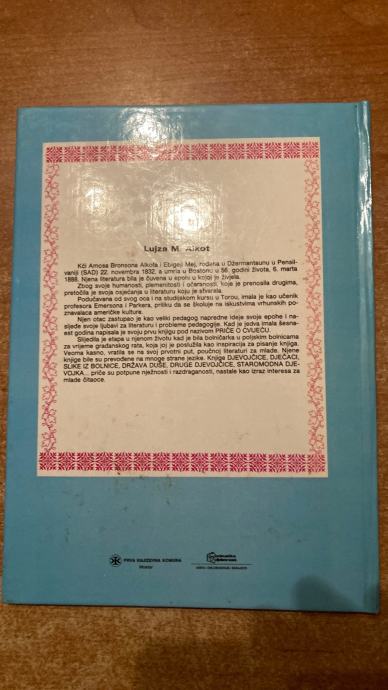 Lujza M. Alkot
Kći Amosa Bronsona Alkota i Ebigejl Mej, rođena u Džermantaunu u Pensil-
vaniji (SAD) 22. novembra 1832, a umrla u Bostonu u 56. godini života, 6. marta
1888. Njena literatura bila je čuvena u epohi u kojoj je živjela.
Zbog svoje humanosti, plemenitosti i očaranosti, koja je prenosila drugima,
pretočila je svoja osjećanja u literaturu koju je stvarala.
Podučavana od svog oca i na studijskom kursu u Torou, imala je kao učenik
profesora Emersona i Parkera, priliku da se školuje na iskustvima vrhunskih po-
znavalaca američke kulture.
Njen otac zastupao je kao veliki pedagog napredne ideje svoje epohe i na-
sljeđe svoje ljubavi za literaturu i probleme pedagogije. Kad je jedva imala šesna-
est godina napisala je svoju prvu knjigu pod nazivom PRIČE O CVIJEĆU.
Slijedila je etapa u njenom životu kad je bila bolničarka u poljskim bolnicama
za vrijeme građanskog rata, koja joj je poslužila kao inspiracija za pisanje knjiga.
Veoma kasno, vratila se na svoj prvotni put, poučnoj literaturi za mlade. Njene
knjige bile su prevođene na mnoge strane jezike. Knjige DJEVOJČICE, DJEČACI,
SLIKE IZ BOLNICE, DRŽAVA DUŠE, DRUGE DJEVOJČICE, STAROMODNA DJE-
VOJKA... priče su potpune nježnosti i razdraganosti, nastale kao izraz interesa za
mlade čitaoce.
PRVA KNJIŽEVNA KOMUNA
Mostar